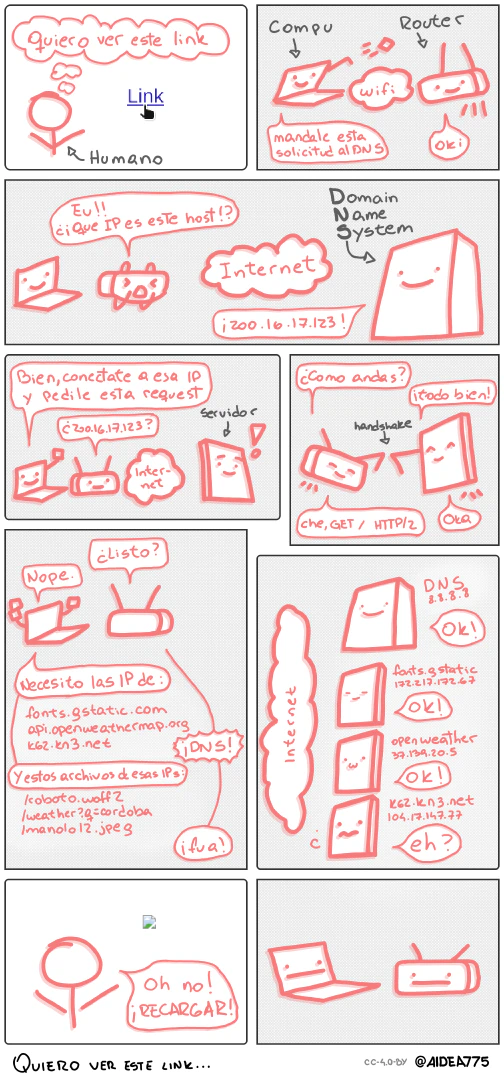 Quiero ver este link
Link
Humano
Compu
Router
wifi
mandale esta
solicitud al DNS
Oki
Eu!!
¿¡Que IP es este host!?
Domain
Name
System
Internet
¡200.16.17.123!
Bien, conectate a esa IP
y pedile esta request
¿200.16.17.123?
Servidor
Inter-
net
¿Como andas?
¡todo bien!
handshake
che, GET / HTTP/2
Oka
¿Listo?
Nope.
Necesito las IP de:
fonts.gstatic.com
api.openweathermap.org
k62.kn3.net
¡DNS!
Y estos archivos de esas IPs:
/roboto.woff2
/weather?q=cordoba
/manolo12.jpeg
¡fua!
Internet
DNS
8.8.8.8
Ok!
fonts.gstatic
172.217.172.67
Ok!
openweather
37.139.20.5
Ok!
k62.kn3.net
104.17.147.77
¿
eh?
Oh no!
¡RECARGAR!
QUIERO VER ESTE LINK...
CC-4.0-BY @AIDEA775